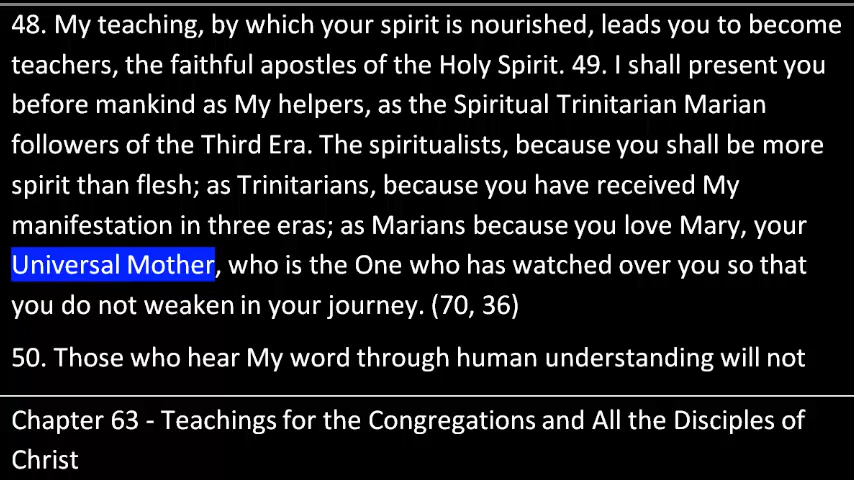 48. My teaching, by which your spirit is nourished, leads you to become
teachers, the faithful apostles of the Holy Spirit. 49. I shall present you
before mankind as My helpers, as the Spiritual Trinitarian Marian
followers of the Third Era. The spiritualists, because you shall be more
spirit than flesh; as Trinitarians, because you have received My
manifestation in three eras; as Marians because you love Mary, your
Universal Mother, who is the One who has watched over you so that
you do not weaken in your journey. (70, 36)
50. Those who hear My word through human understanding will not
Chapter 63 - Teachings for the Congregations and All the Disciples of
Christ